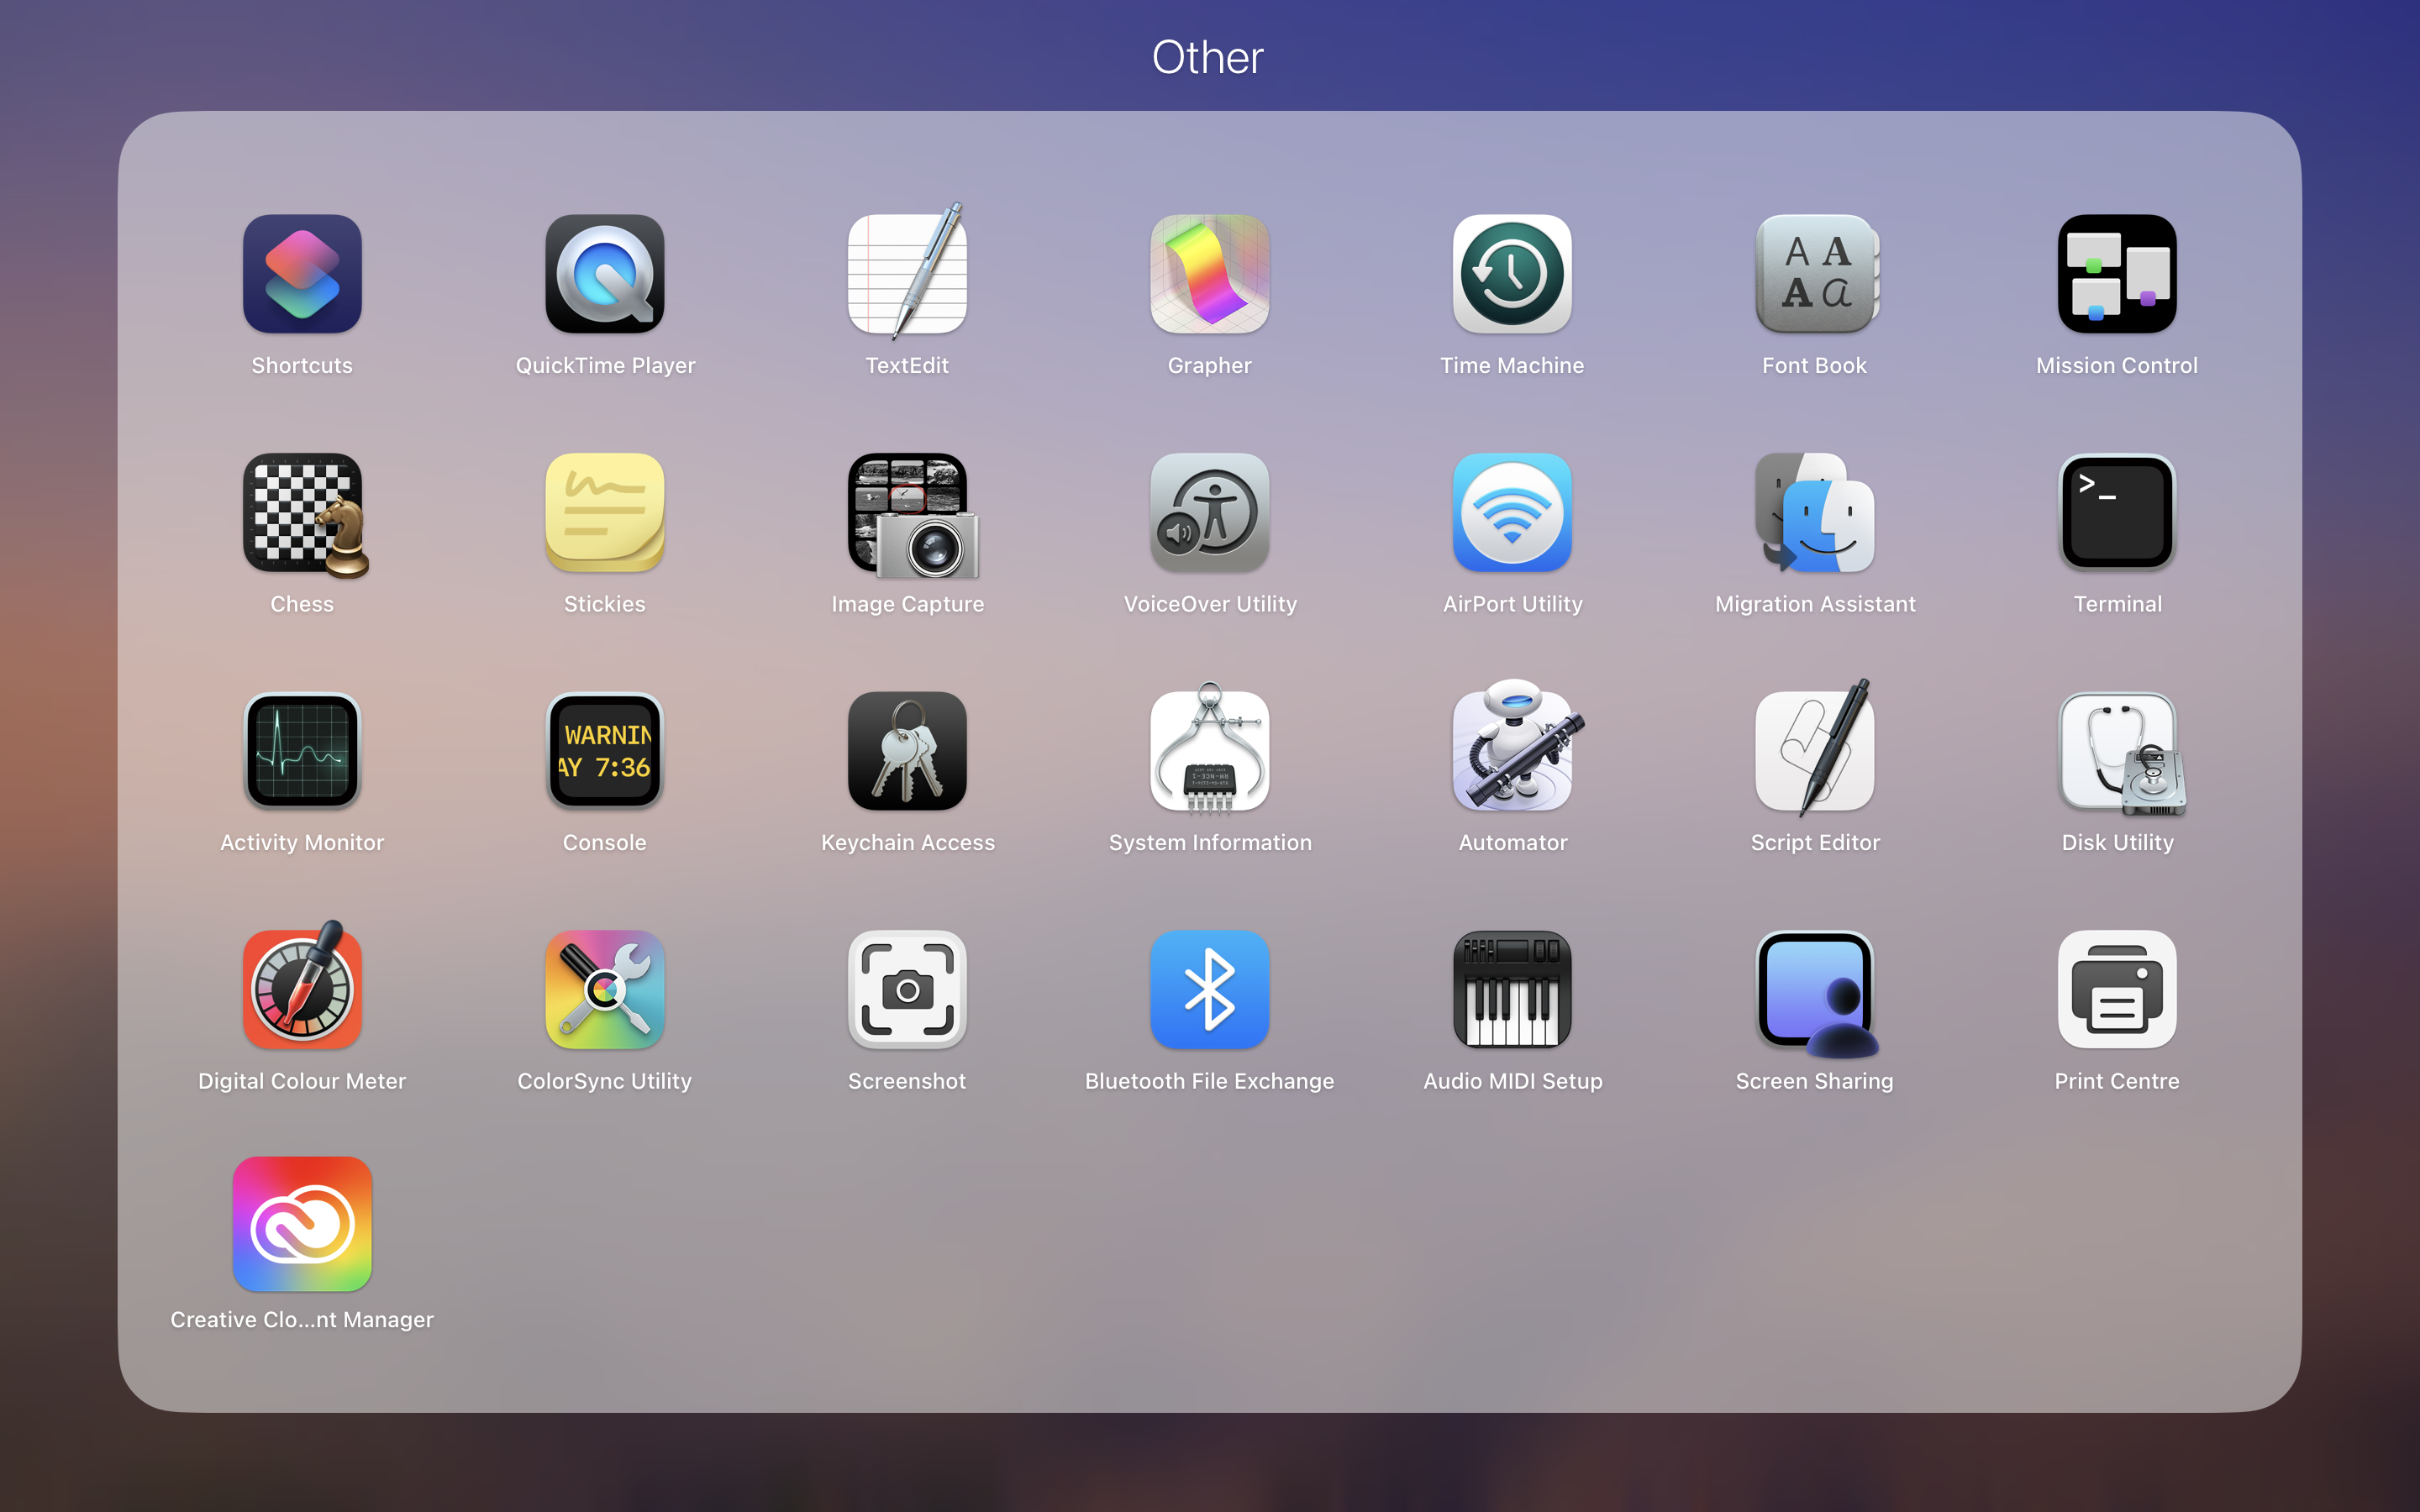 Other
A A
A a
Shortcuts
QuickTime Player
TextEdit
Grapher
Time Machine
Font Book
Mission Control
>_
Chess
Stickies
Image Capture
VoiceOver Utility
AirPort Utility
Migration Assistant
Terminal
WARNIN
AY 7:36
Activity Monitor
Console
Keychain Access
System Information
Automator
Script Editor
Disk Utility
Digital Colour Meter
ColorSync Utility
Screenshot
Bluetooth File Exchange
Audio MIDI Setup
Screen Sharing
Print Centre
Creative Clo...nt Manager